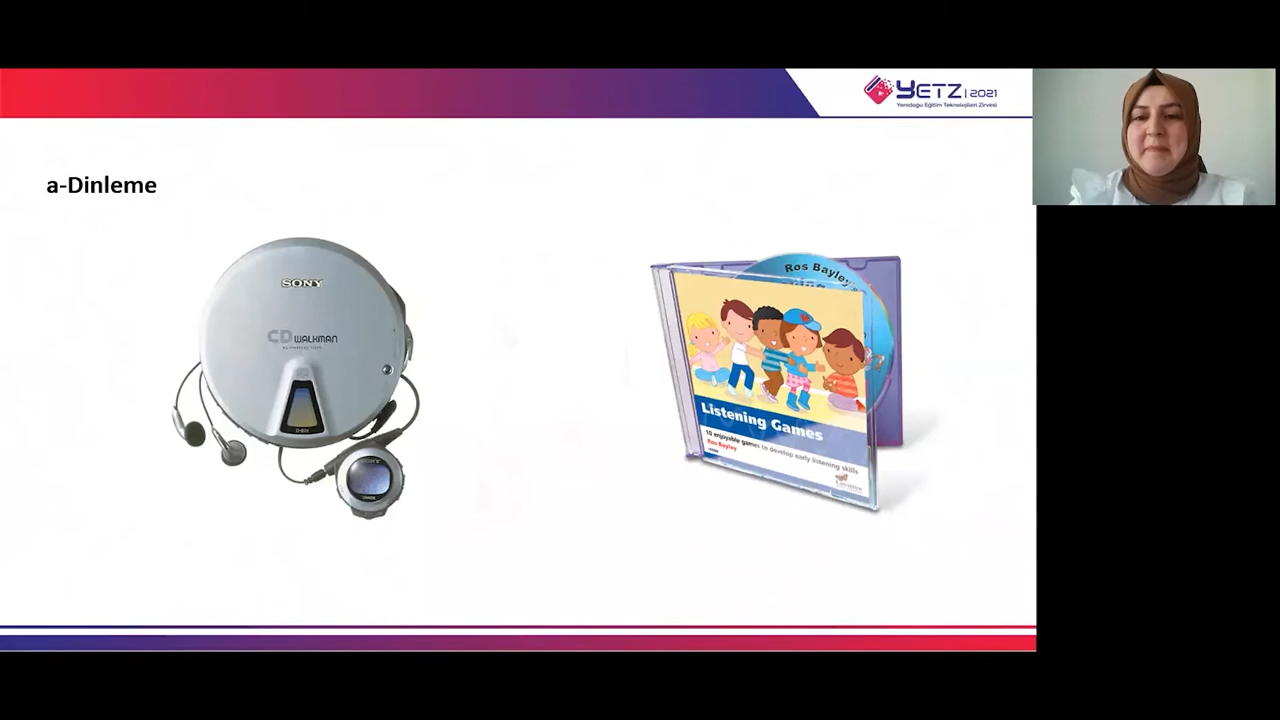 YETZ | 2021
Yenidoğu Eğitim Teknolojileri Zirvesi
a-Dinleme
SONY
CD WALKMAN
Ros Bayley's
Listening Games
10 enjoyable games to develop early listening skills
Ros Bayley